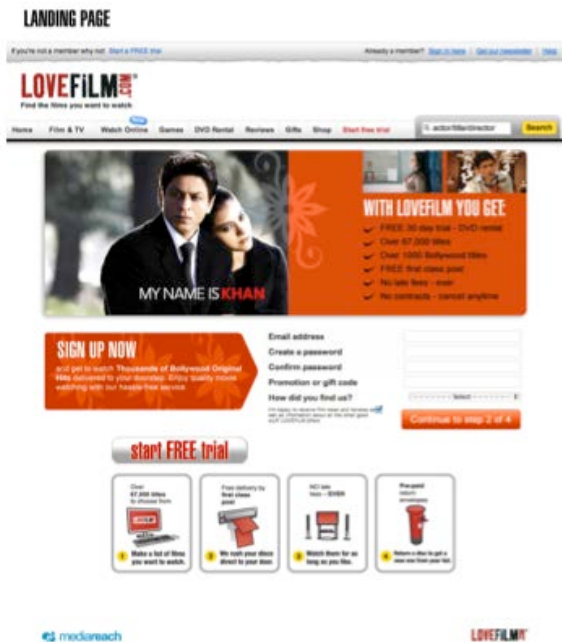 LANDING PAGE
If you're not a member why not Start a FREE trial
Already a member? Sign in here | Get our newsletter | Help
LOVEFiLM.COM
Find the films you want to watch
New
Home Film & TV Watch Online Games DVD Rental Reviews Gifts Shop Start free trial
actor/title/director Search
WITH LOVEFILM YOU GET:
FREE 30 day trial - DVD rental
Over 67,000 titles
Over 1000 Bollywood titles
FREE first class post
No late fees - ever
No contracts - cancel anytime
MY NAME IS KHAN
SIGN UP NOW
and get to watch Thousands of Bollywood Original
Hits delivered to your doorstep. Enjoy quality movie
watching with our hassle-free service
Email address
Create a password
Confirm password
Promotion or gift code
How did you find us?
Select
Continue to step 2 of 4
start FREE trial
Over
67,000 titles
to choose from
1 Make a list of films
you want to watch.
Free delivery by
first class
post
2 We rush your discs
direct to your door.
NO late
fees - EVER
3 Watch them for as
long as you like.
Pre-paid
return
envelopes
4 Return a disc to get a
new one from your list.
mediareach
LOVEFiLM